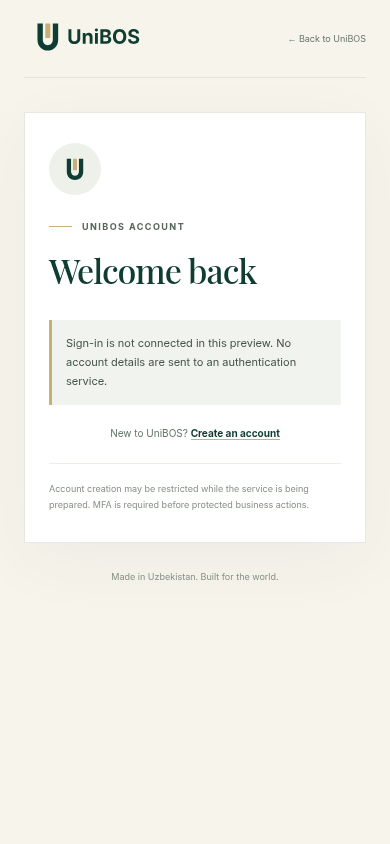 UniBOS
← Back to UniBOS
UNIBOS ACCOUNT
Welcome back
Sign-in is not connected in this preview. No
account details are sent to an authentication
service.
New to UniBOS? Create an account
Account creation may be restricted while the service is being
prepared. MFA is required before protected business actions.
Made in Uzbekistan. Built for the world.